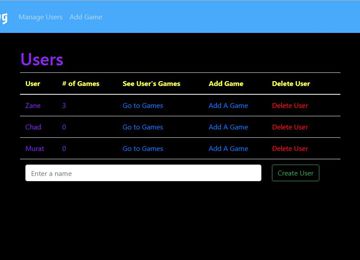 Manage Users Add Game
Users
User # of Games See User's Games Add Game Delete User
Zane 3 Go to Games Add A Game Delete User
Chad 0 Go to Games Add A Game Delete User
Murat 0 Go to Games Add A Game Delete User
Enter a name Create User